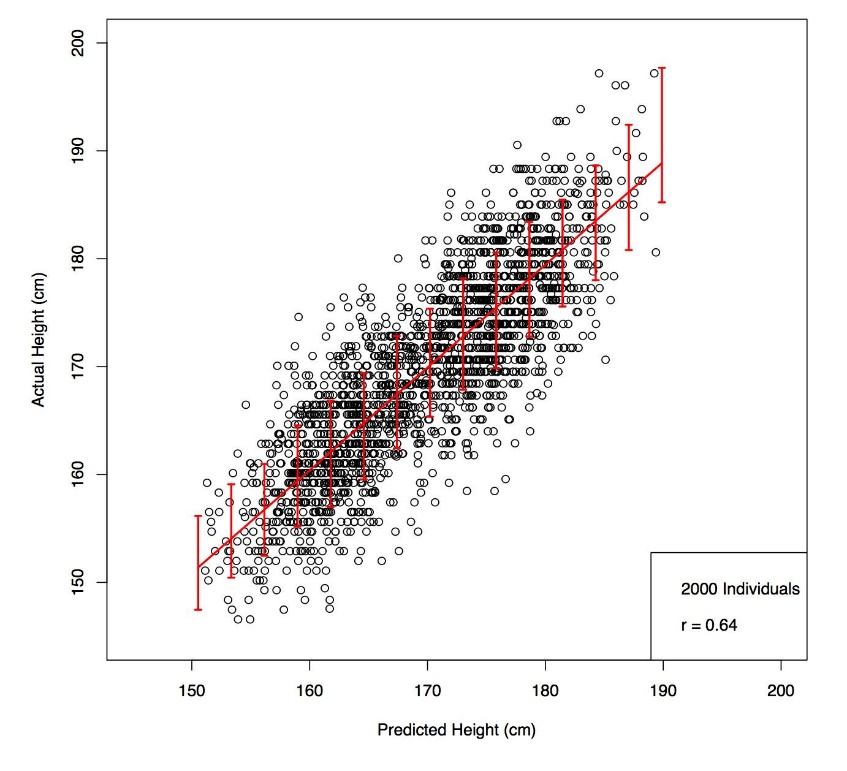 200
190
180
170
160
150
Actual Height (cm)
2000 Individuals
r = 0.64
150 160 170 180 190 200
Predicted Height (cm)